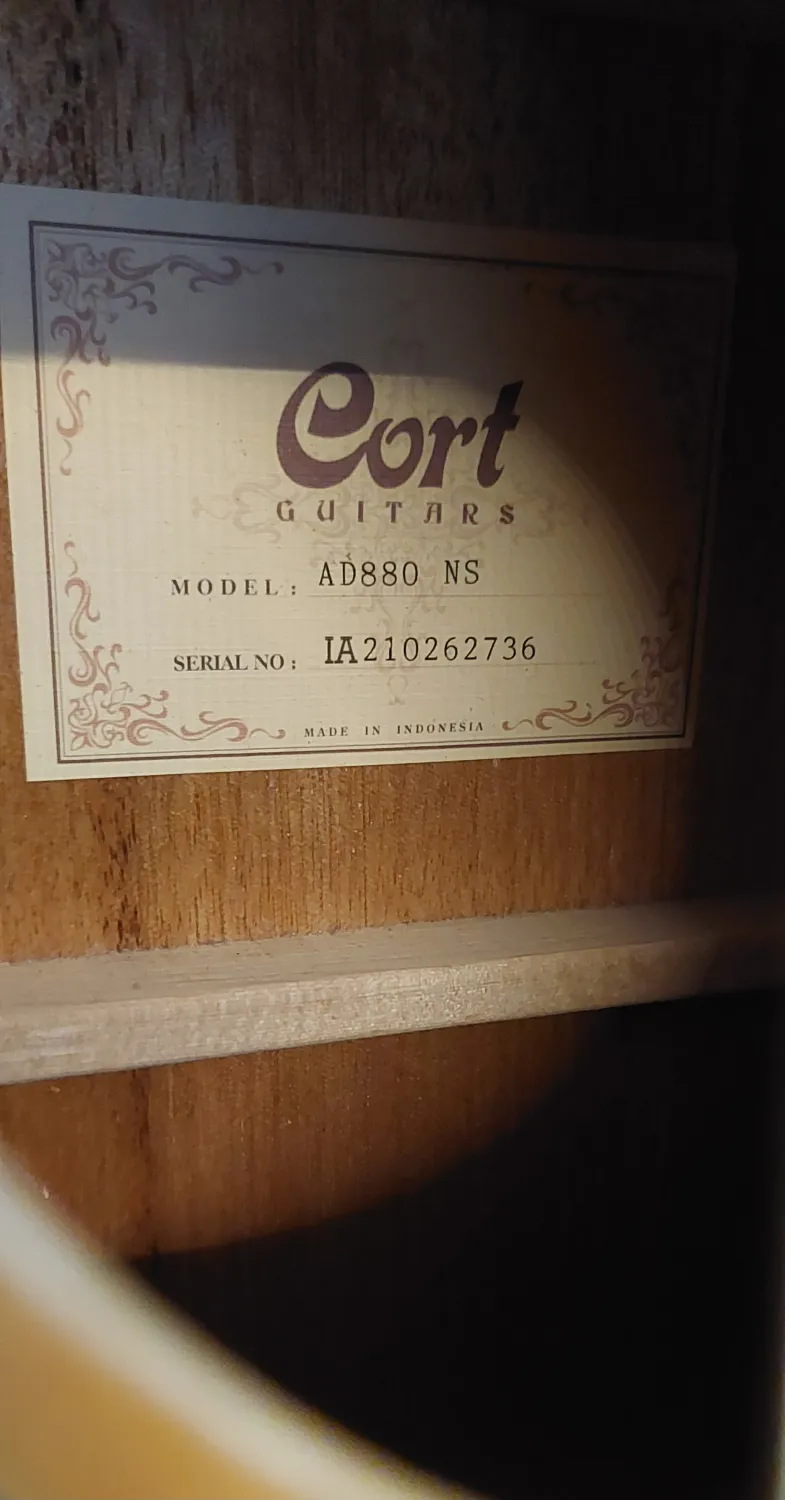 Cort
GUITARS
MODEL: AD880 NS
SERIAL NO: IA210262736
MADE IN INDONESIA